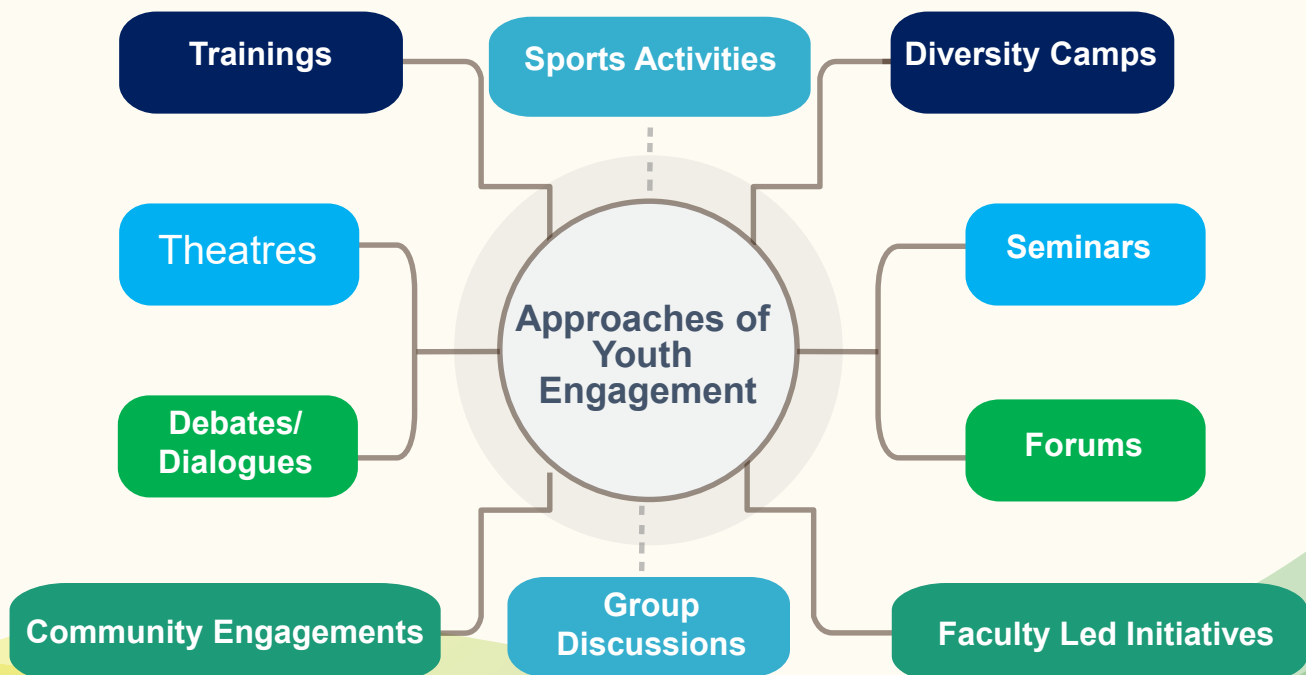 Trainings
Sports Activities
Diversity Camps
Theatres
Seminars
Approaches of
Youth
Engagement
Debates/
Dialogues
Forums
Community Engagements
Group
Discussions
Faculty Led Initiatives